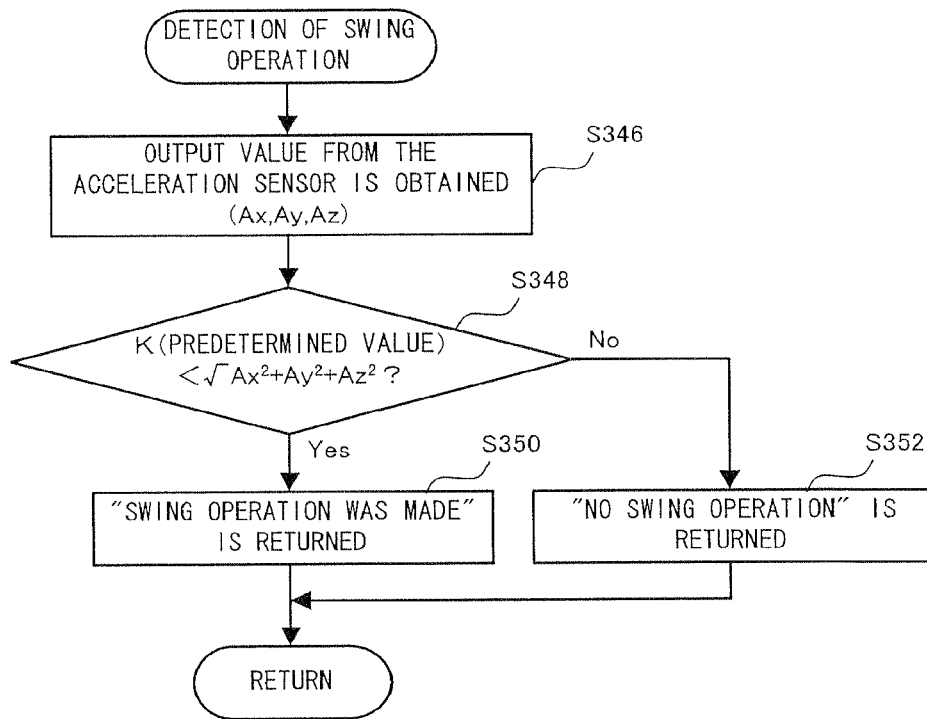 DETECTION OF SWING
OPERATION
S346
OUTPUT VALUE FROM THE
ACCELERATION SENSOR IS OBTAINED
(Ax,Ay,Az)
S348
K(PREDETERMINED VALUE)
<√Ax²+Ay²+Az² ?
No
Yes
S350
"SWING OPERATION WAS MADE"
IS RETURNED
S352
"NO SWING OPERATION" IS
RETURNED
RETURN